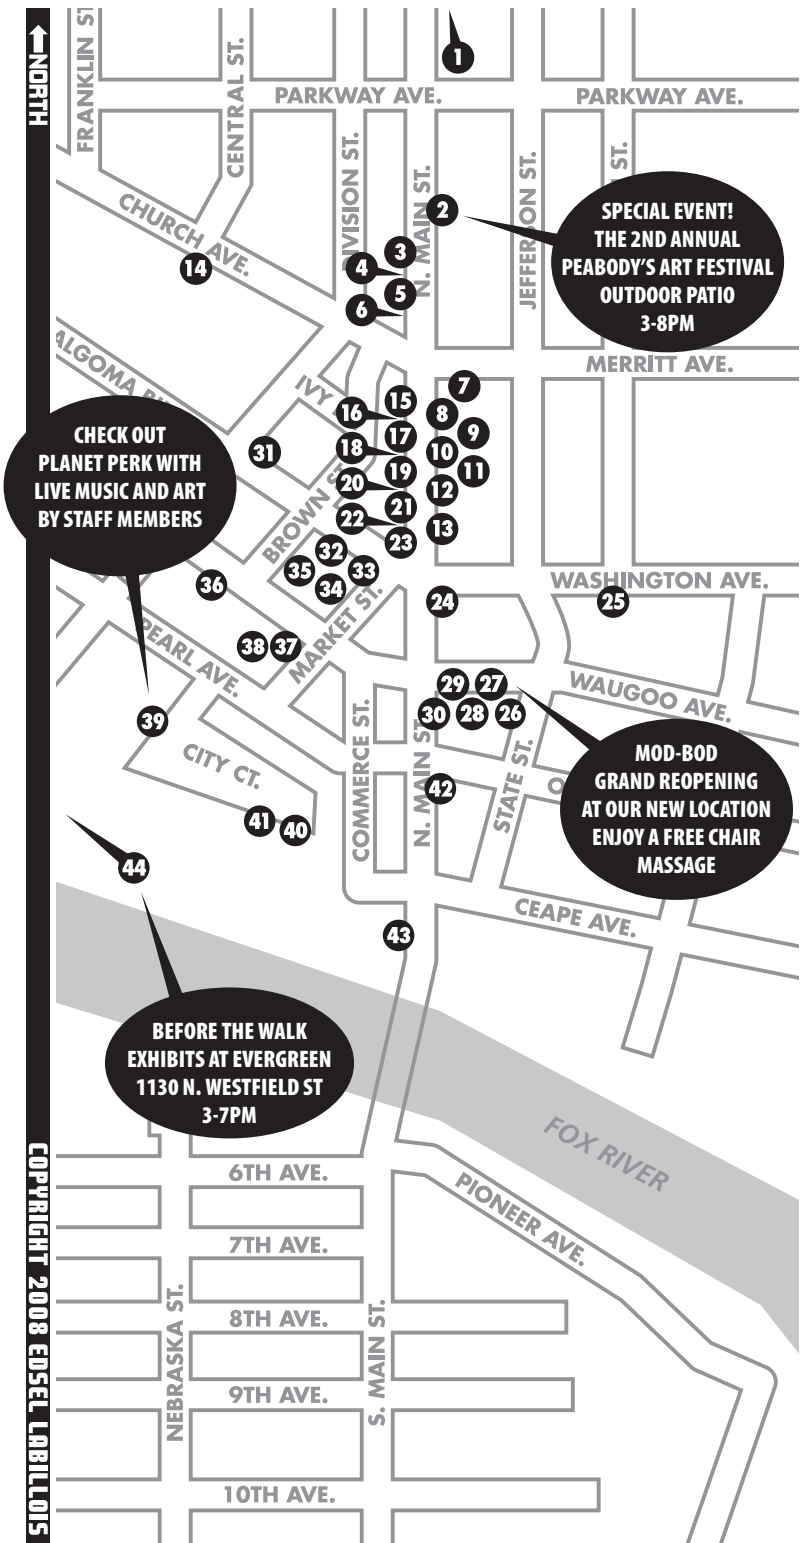 NORTH
FRANKLIN ST
CENTRAL ST.
1
PARKWAY AVE.
PARKWAY AVE.
DIVISION ST.
N. MAIN ST.
JEFFERSON ST.
ST.
CHURCH AVE.
14
2
3
4
5
6
SPECIAL EVENT!
THE 2ND ANNUAL
PEABODY'S ART FESTIVAL
OUTDOOR PATIO
3-8PM
MERRITT AVE.
ALGOMA
IVY
7
15
16
8
17
9
18
10
31
19
11
20
12
21
22
13
23
CHECK OUT
PLANET PERK WITH
LIVE MUSIC AND ART
BY STAFF MEMBERS
BROWN ST.
32
35
33
34
36
WASHINGTON AVE.
24
25
MARKET ST.
38
37
PEARL AVE.
29
27
30
28
26
WAUGOO AVE.
39
CITY CT.
COMMERCE ST.
N. MAIN ST
STATE ST.
O
42
41
40
MOD-BOD
GRAND REOPENING
AT OUR NEW LOCATION
ENJOY A FREE CHAIR
MASSAGE
44
CEAPE AVE.
43
BEFORE THE WALK
EXHIBITS AT EVERGREEN
1130 N. WESTFIELD ST
3-7PM
FOX RIVER
6TH AVE.
PIONEER AVE.
7TH AVE.
NEBRASKA ST.
8TH AVE.
S. MAIN ST.
9TH AVE.
10TH AVE.
COPYRIGHT 2008 EDSEL LABILLOIS